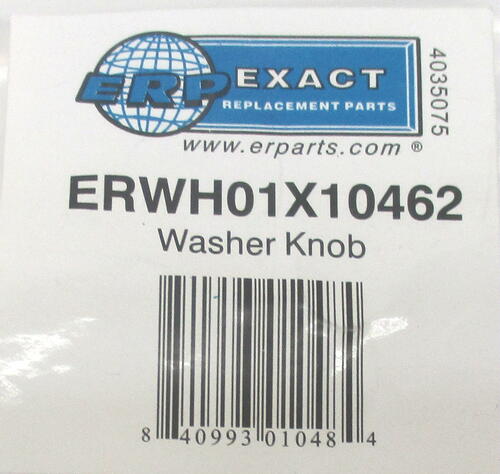 ERP EXACT
REPLACEMENT PARTS
4035075
www.erparts.com ®
ERWH01X10462
Washer Knob
8 40993 01048 4